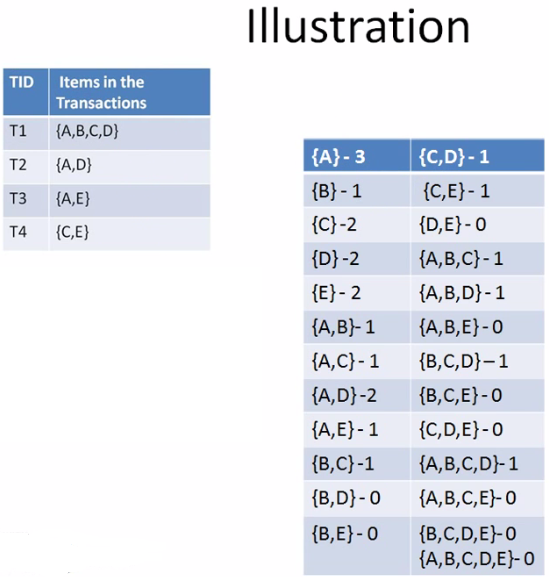 Illustration
TID Items in the
Transactions
T1 {A,B,C,D}
T2 {A,D}
T3 {A,E}
T4 {C,E}
{A} - 3 {C,D} - 1
{B} - 1 {C,E} - 1
{C} -2 {D,E} - 0
{D} -2 {A,B,C} - 1
{E} - 2 {A,B,D} - 1
{A,B}- 1 {A,B,E} - 0
{A,C} - 1 {B,C,D} – 1
{A,D} -2 {B,C,E} - 0
{A,E} - 1 {C,D,E} - 0
{B,C} -1 {A,B,C,D}- 1
{B,D} - 0 {A,B,C,E}- 0
{B,E} - 0 {B,C,D,E}- 0
{A,B,C,D,E}- 0